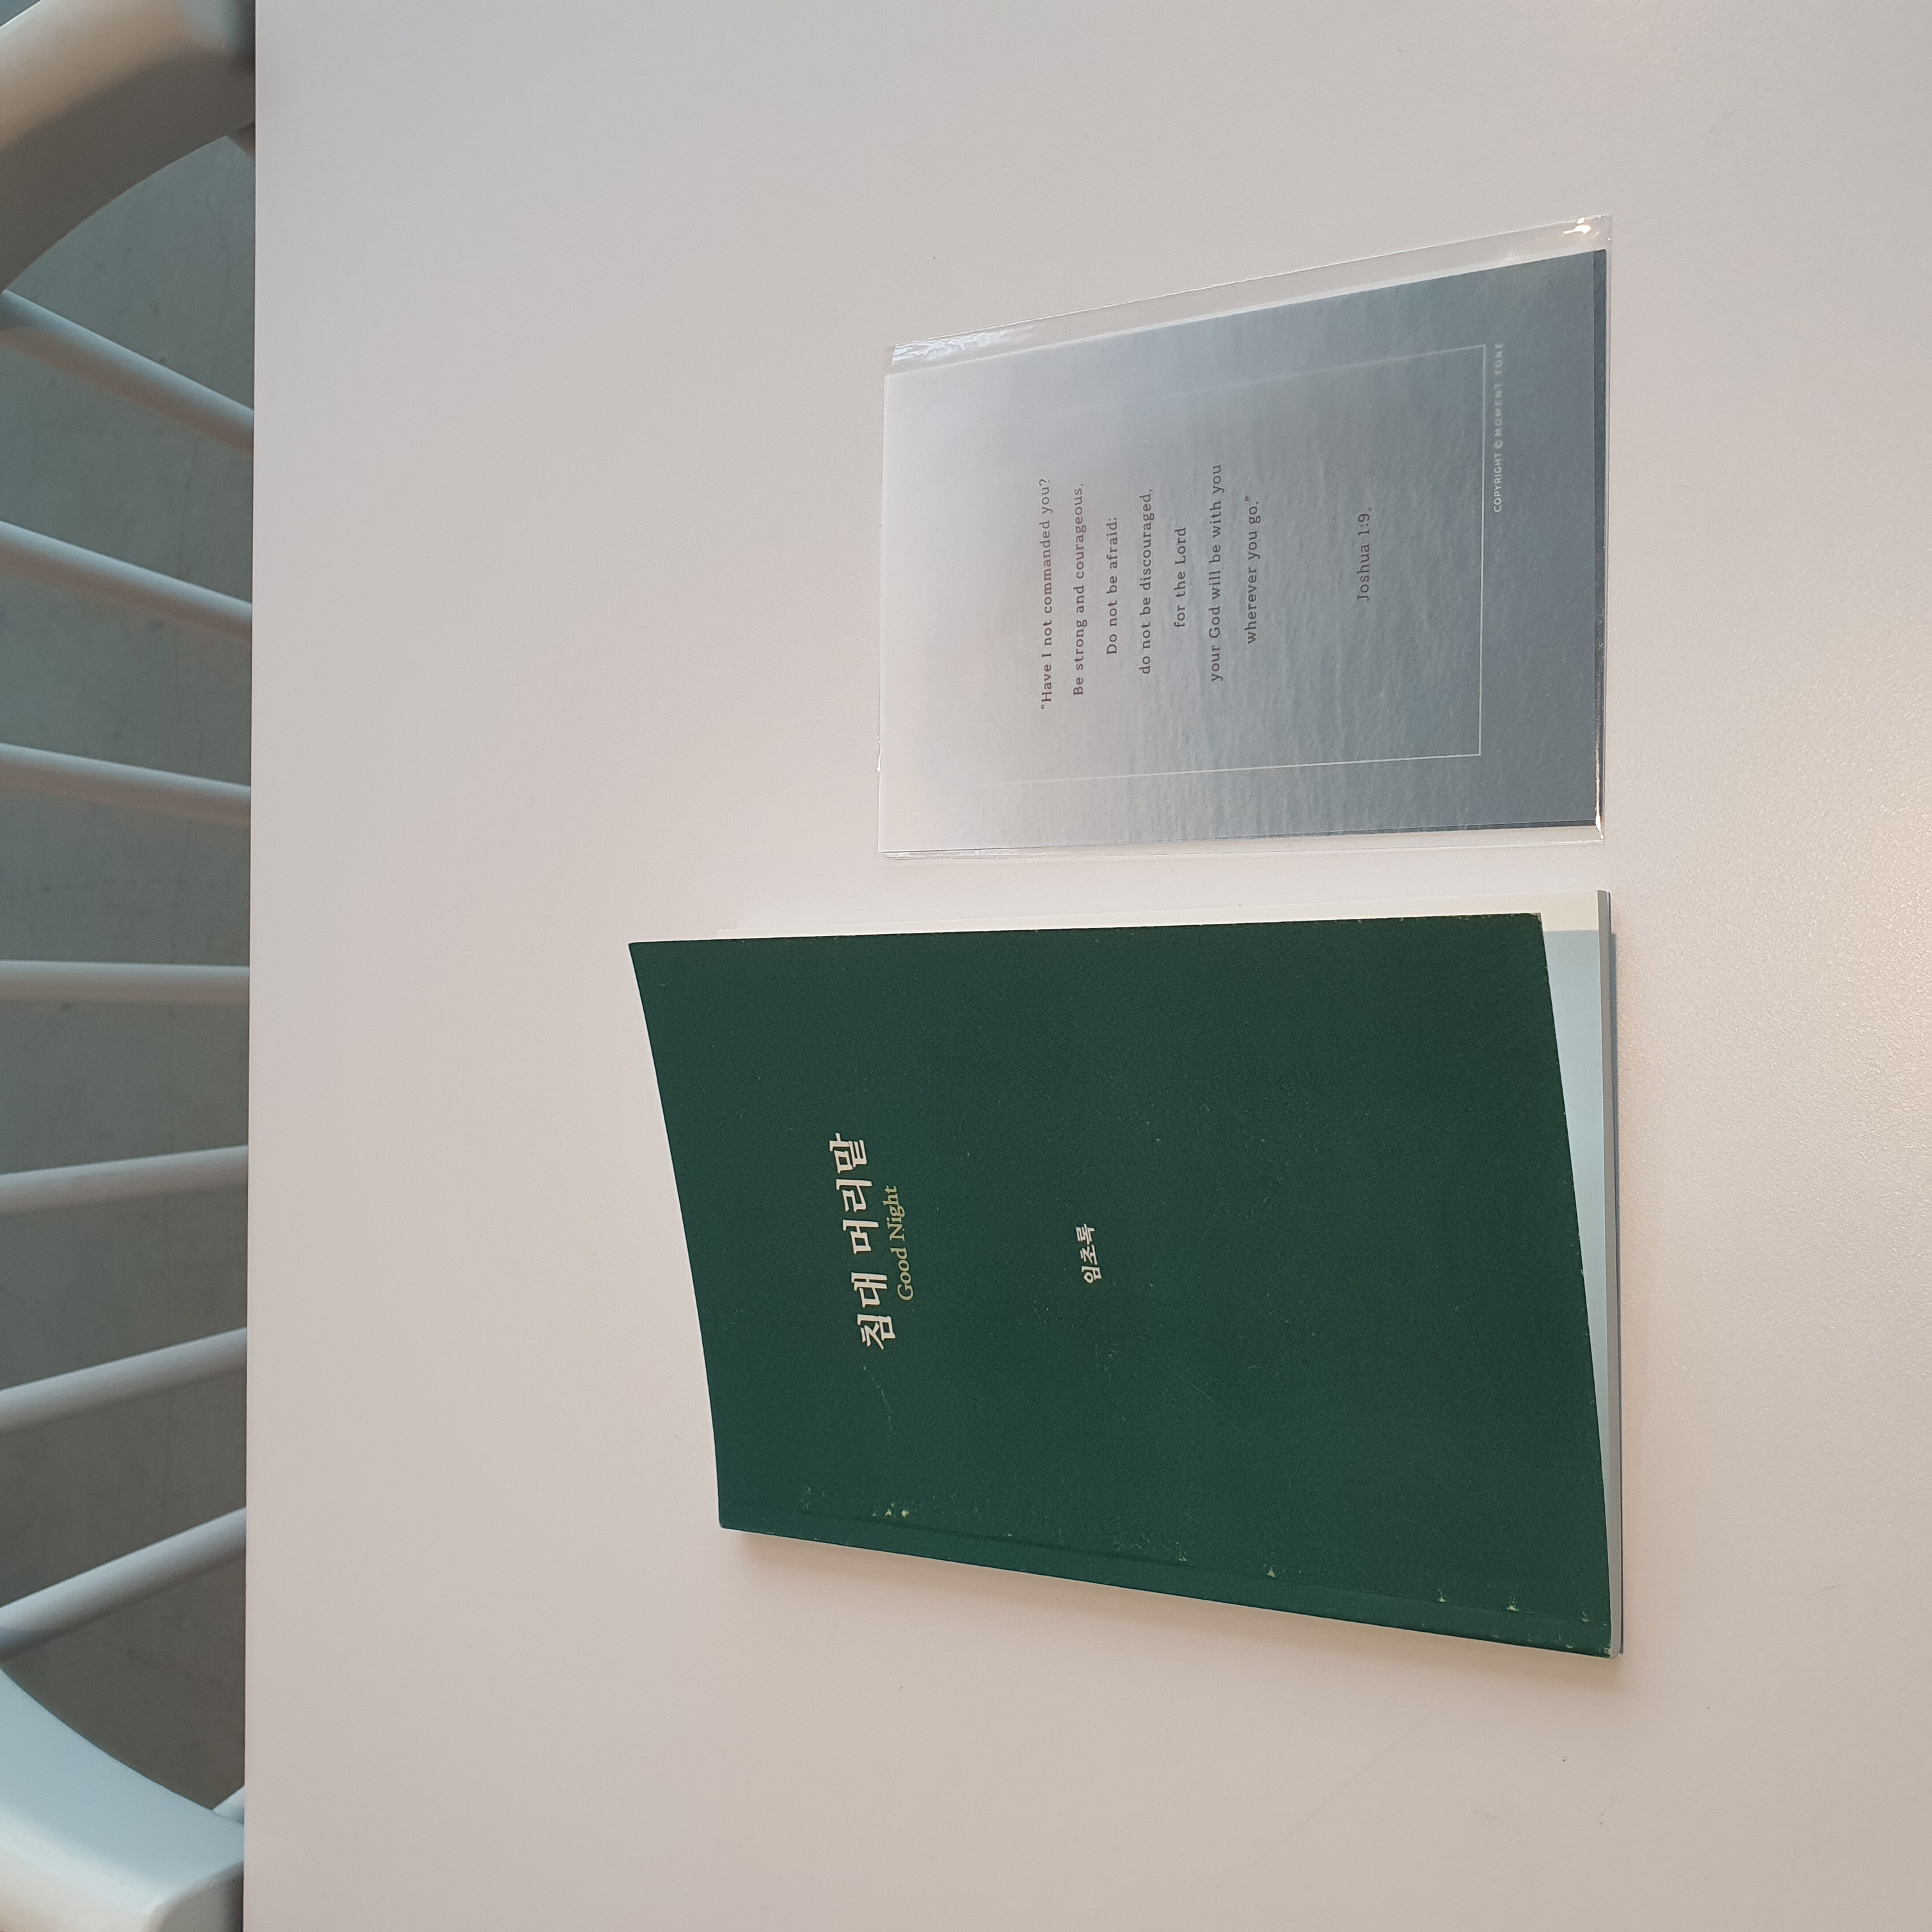 침대 머리맡
Good Night
임초록
“Have I not commanded you?
Be strong and courageous.
Do not be afraid;
do not be discouraged,
for the Lord
your God will be with you
wherever you go.”
Joshua 1:9.
COPYRIGHT © MOMENT TONE